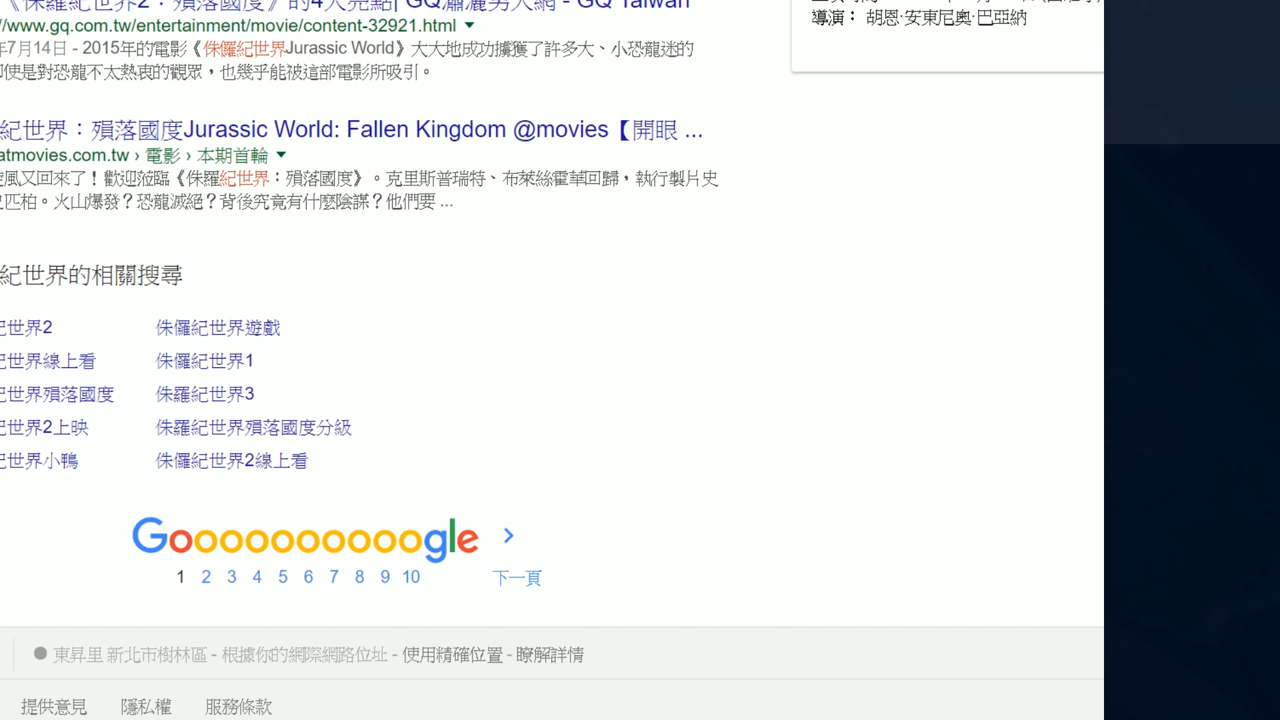 《侏羅紀世界2：殞落國度》的4大亮點| GQ瀟灑男人網 - GQ Taiwan
//www.gq.com.tw/entertainment/movie/content-32921.html
年7月14日 - 2015年的電影《侏儸紀世界Jurassic World》大大地成功擄獲了許多大、小恐龍迷的
即使是對恐龍不太熱衷的觀眾，也幾乎能被這部電影所吸引。
導演： 胡恩·安東尼奧·巴亞納
紀世界：殞落國度Jurassic World: Fallen Kingdom @movies【開眼 ...
atmovies.com.tw › 電影 › 本期首輪
旋風又回來了！歡迎蒞臨《侏羅紀世界：殞落國度》。克里斯普瑞特、布萊絲霍華回歸，執行製片史
匹柏。火山爆發？恐龍滅絕？背後究竟有什麼陰謀？他們要 ...
紀世界的相關搜尋
紀世界2 侏儸紀世界遊戲
紀世界線上看 侏儸紀世界1
紀世界殞落國度 侏羅紀世界3
紀世界2上映 侏羅紀世界殞落國度分級
紀世界小鴨 侏儸紀世界2線上看
Goooooooooogle
1 2 3 4 5 6 7 8 9 10 下一頁
東昇里 新北市樹林區 - 根據你的網際網路位址 - 使用精確位置 - 瞭解詳情
提供意見 隱私權 服務條款